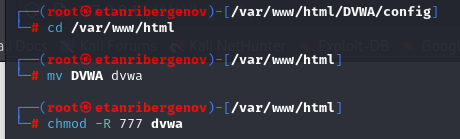 ┌──(root㉿etanribergenov)-[/var/www/html/DVWA/config]
└─# cd /var/www/html
┌──(root㉿etanribergenov)-[/var/www/html]
└─# mv DVWA dvwa
┌──(root㉿etanribergenov)-[/var/www/html]
└─# chmod -R 777 dvwa